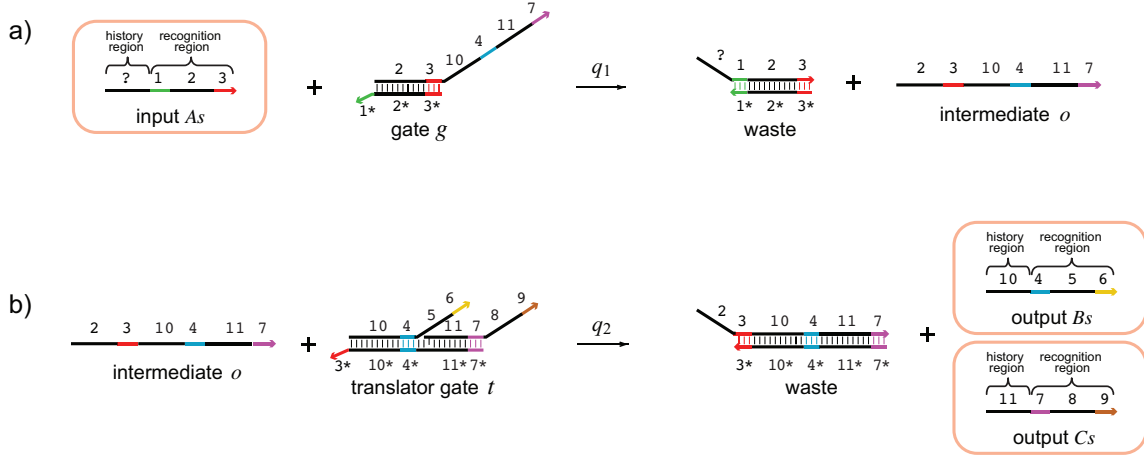 a)
history region
recognition region
? 1 2 3
input As
+
2 3 10 4 11 7
1* 2* 3*
gate g
q1
? 1 2 3
1* 2* 3*
waste
+
2 3 10 4 11 7
intermediate o
b)
2 3 10 4 11 7
intermediate o
+
10 4 5 6 11 7 8 9
3* 10* 4* 11* 7*
translator gate t
q2
2 3 10 4 11 7
3* 10* 4* 11* 7*
waste
+
history region
recognition region
10 4 5 6
output Bs
history region
recognition region
11 7 8 9
output Cs